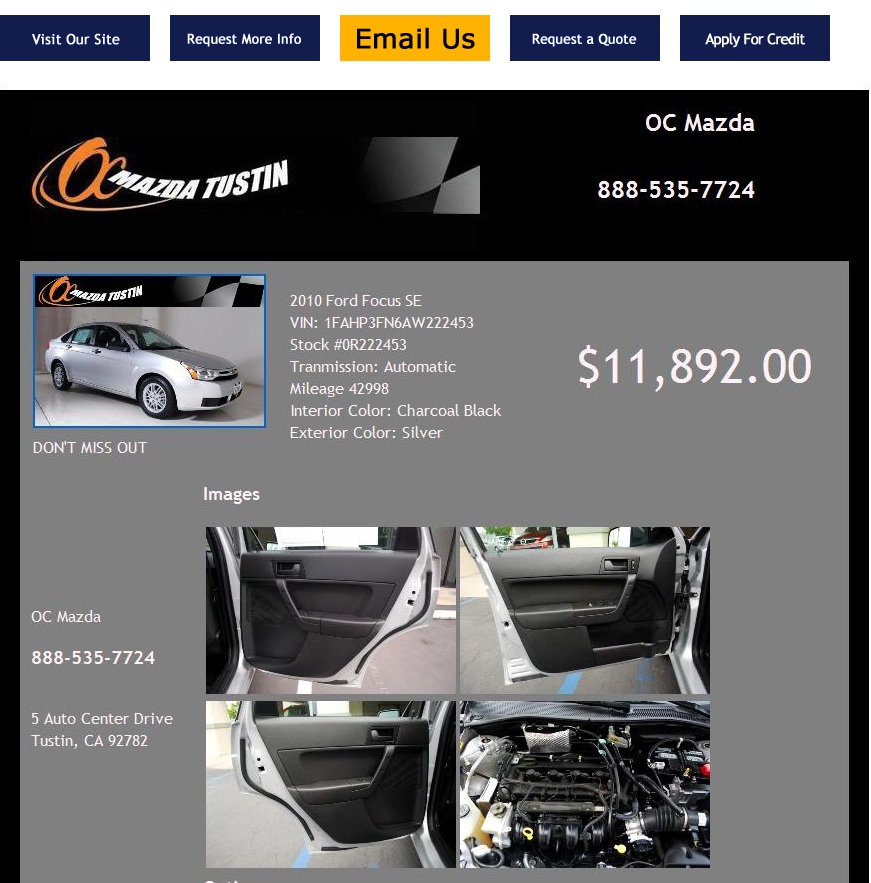 Visit Our Site
Request More Info
Email Us
Request a Quote
Apply For Credit
OC MAZDA TUSTIN
OC Mazda
888-535-7724
OC MAZDA TUSTIN
2010 Ford Focus SE
VIN: 1FAHP3FN6AW222453
Stock #0R222453
Tranmission: Automatic
Mileage 42998
Interior Color: Charcoal Black
Exterior Color: Silver
$11,892.00
DON'T MISS OUT
Images
OC Mazda
888-535-7724
5 Auto Center Drive
Tustin, CA 92782